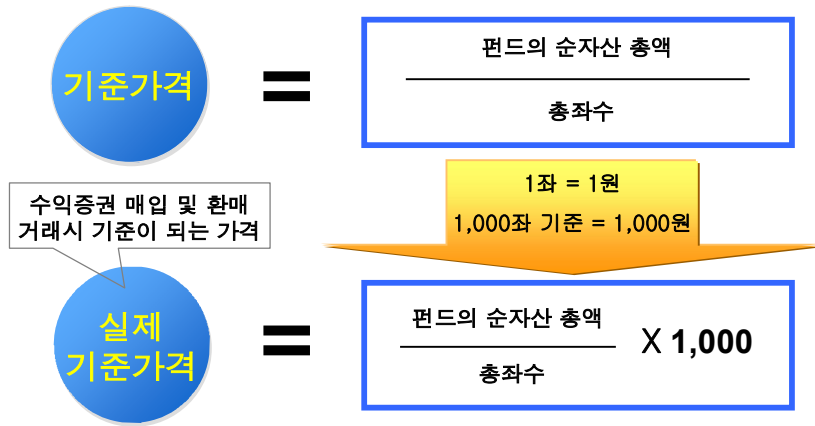 기준가격
=
펀드의 순자산 총액
총좌수
1좌 = 1원
1,000좌 기준 = 1,000원
수익증권 매입 및 환매
거래시 기준이 되는 가격
실제
기준가격
=
펀드의 순자산 총액
총좌수
X 1,000